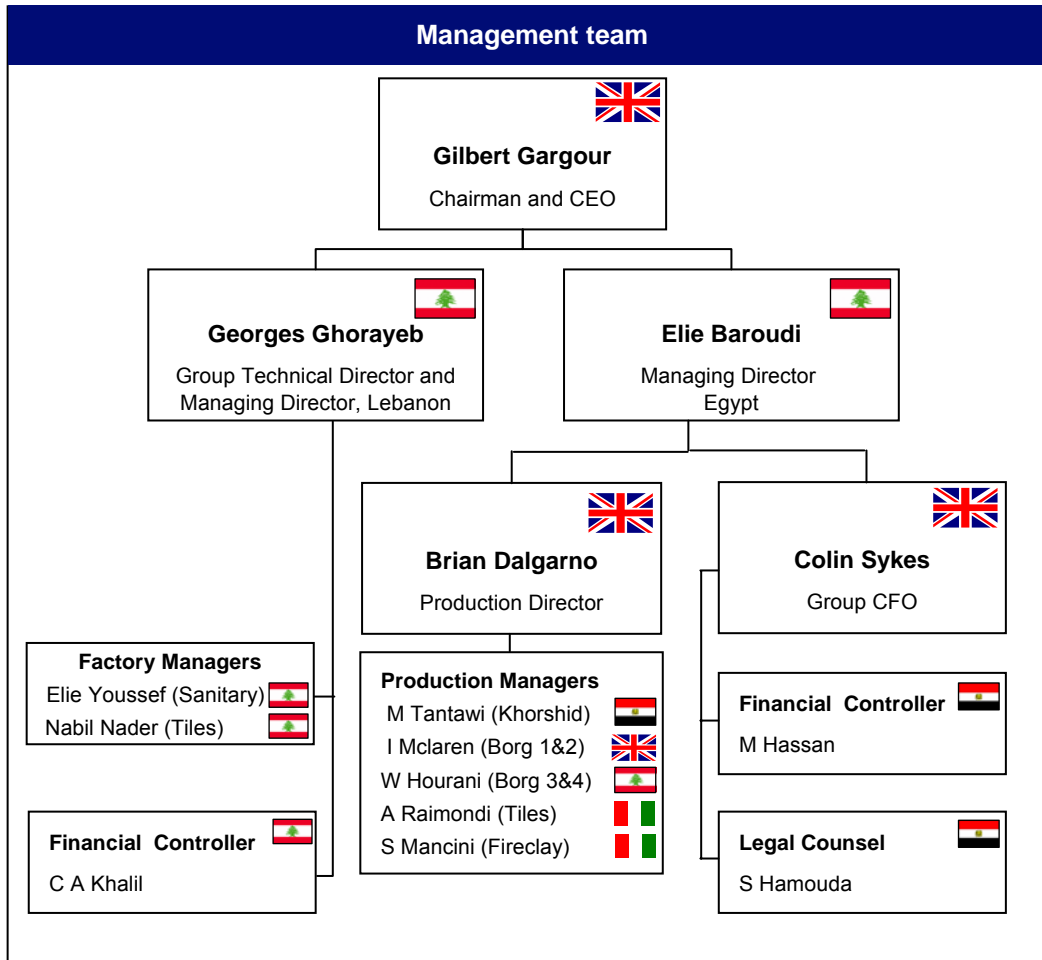 Management team
Gilbert Gargour
Chairman and CEO
Georges Ghorayeb
Group Technical Director and
Managing Director, Lebanon
Elie Baroudi
Managing Director
Egypt
Brian Dalgarno
Production Director
Colin Sykes
Group CFO
Factory Managers
Elie Youssef (Sanitary)
Nabil Nader (Tiles)
Financial Controller
C A Khalil
Production Managers
M Tantawi (Khorshid)
I Mclaren (Borg 1&2)
W Hourani (Borg 3&4)
A Raimondi (Tiles)
S Mancini (Fireclay)
Financial Controller
M Hassan
Legal Counsel
S Hamouda